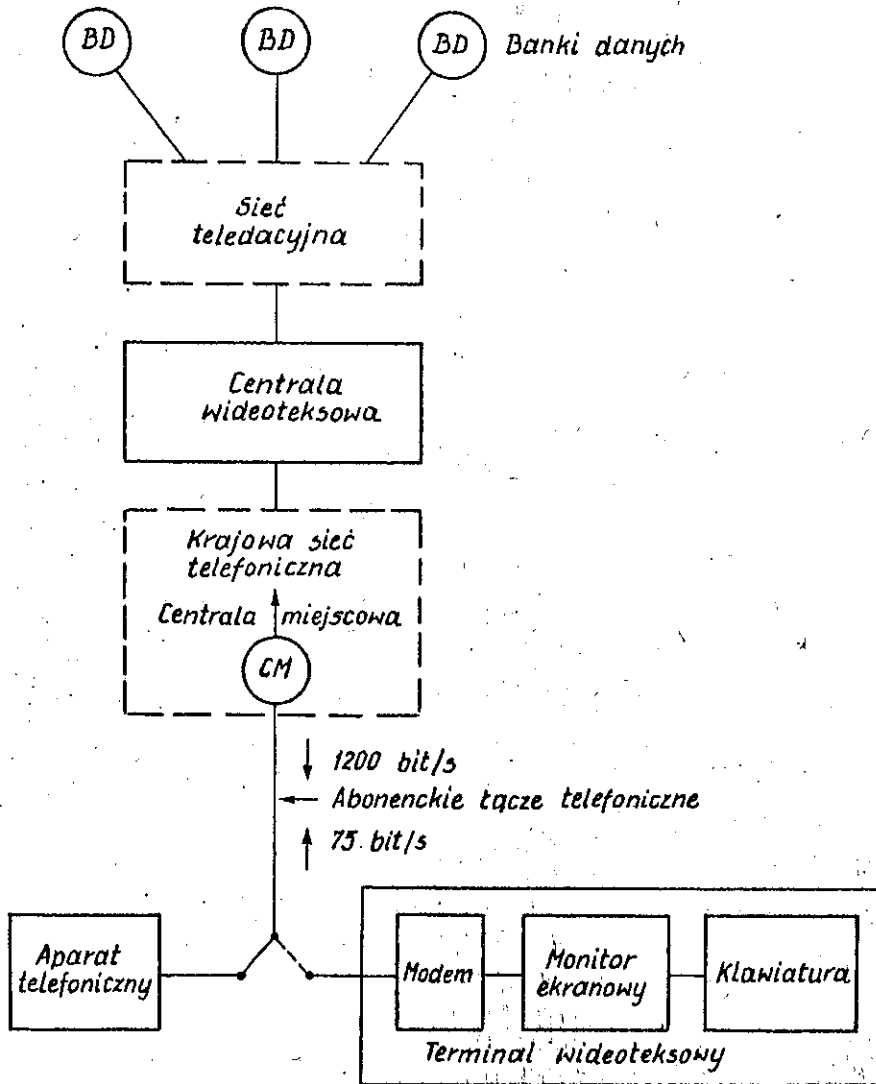 BD
BD
BD Banki danych
Sieć
teledacyjna
Centrala
wideoteksowa
Krajowa sieć
telefoniczna
Centrala miejscowa
CM
1200 bit/s
Abonenckie łącze telefoniczne
75 bit/s
Aparat
telefoniczny
Modem
Monitor
ekranowy
Klawiatura
Terminal wideoteksowy